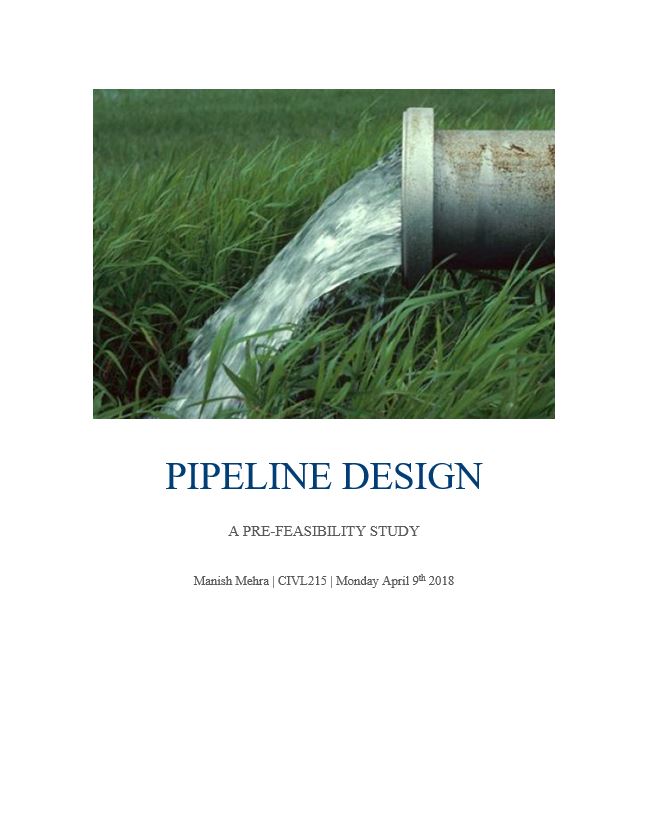 PIPELINE DESIGN
A PRE-FEASIBILITY STUDY
Manish Mehra | CIVL215 | Monday April 9th 2018